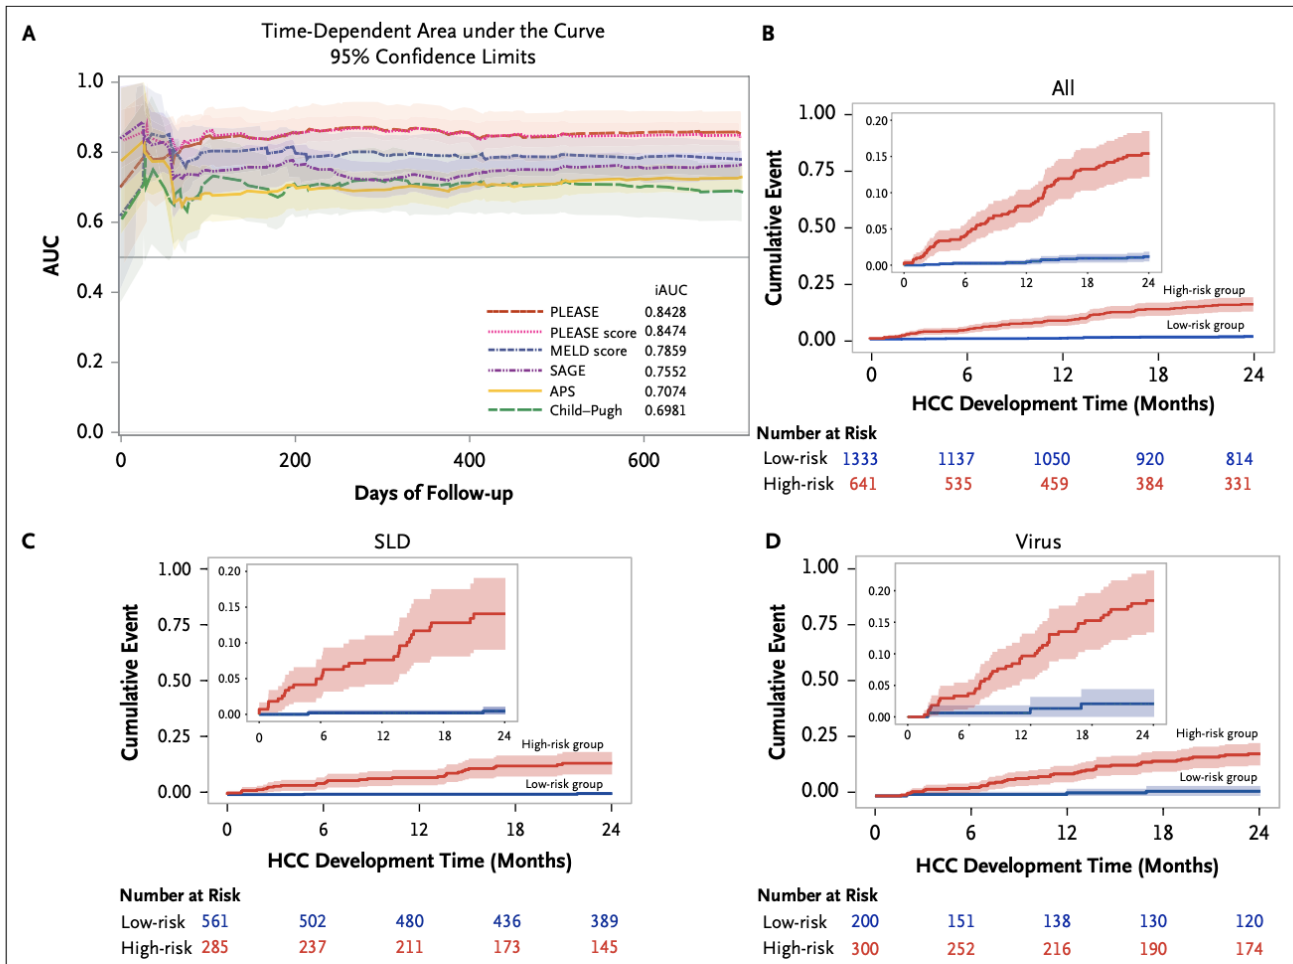 A
Time-Dependent Area under the Curve
95% Confidence Limits
1.0
0.8
0.6
0.4
0.2
0.0
AUC
0 200 400 600
Days of Follow-up
iAUC
PLEASE 0.8428
PLEASE score 0.8474
MELD score 0.7859
SAGE 0.7552
APS 0.7074
Child–Pugh 0.6981
B
All
Cumulative Event
1.00
0.75
0.50
0.25
0.00
0.20
0.15
0.10
0.05
0.00
0 6 12 18 24
High-risk group
Low-risk group
0 6 12 18 24
HCC Development Time (Months)
Number at Risk
Low-risk 1333 1137 1050 920 814
High-risk 641 535 459 384 331
C
SLD
Cumulative Event
1.00
0.75
0.50
0.25
0.00
0.20
0.15
0.10
0.05
0.00
0 6 12 18 24
High-risk group
Low-risk group
0 6 12 18 24
HCC Development Time (Months)
Number at Risk
Low-risk 561 502 480 436 389
High-risk 285 237 211 173 145
D
Virus
Cumulative Event
1.00
0.75
0.50
0.25
0.00
0.20
0.15
0.10
0.05
0.00
0 6 12 18 24
High-risk group
Low-risk group
0 6 12 18 24
HCC Development Time (Months)
Number at Risk
Low-risk 200 151 138 130 120
High-risk 300 252 216 190 174